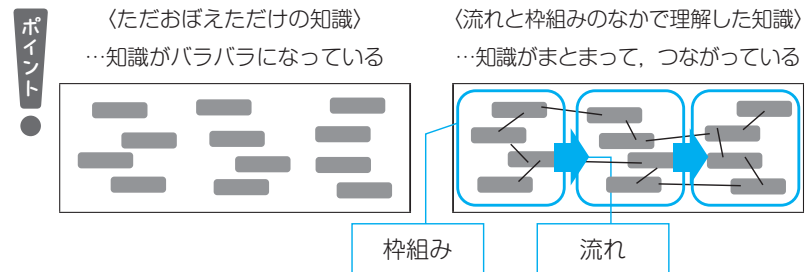 ポイント
〈ただおぼえただけの知識〉
…知識がバラバラになっている
〈流れと枠組みのなかで理解した知識〉
…知識がまとまって，つながっている
枠組み
流れ